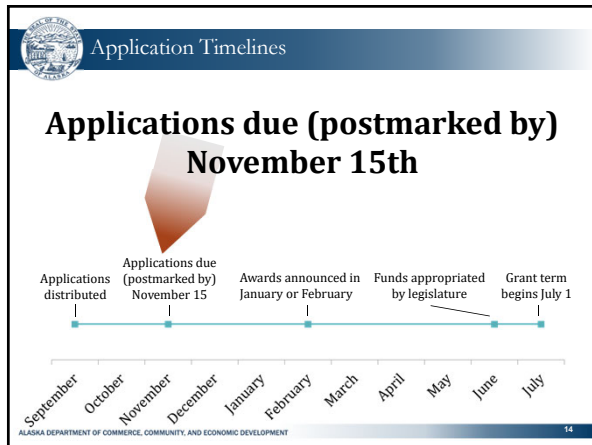 Application Timelines
Applications due (postmarked by)
November 15th
Applications
distributed
Applications due
(postmarked by)
November 15
Awards announced in
January or February
Funds appropriated
by legislature
Grant term
begins July 1
September
October
November
December
January
February
March
April
May
June
July
ALASKA DEPARTMENT OF COMMERCE, COMMUNITY, AND ECONOMIC DEVELOPMENT
14